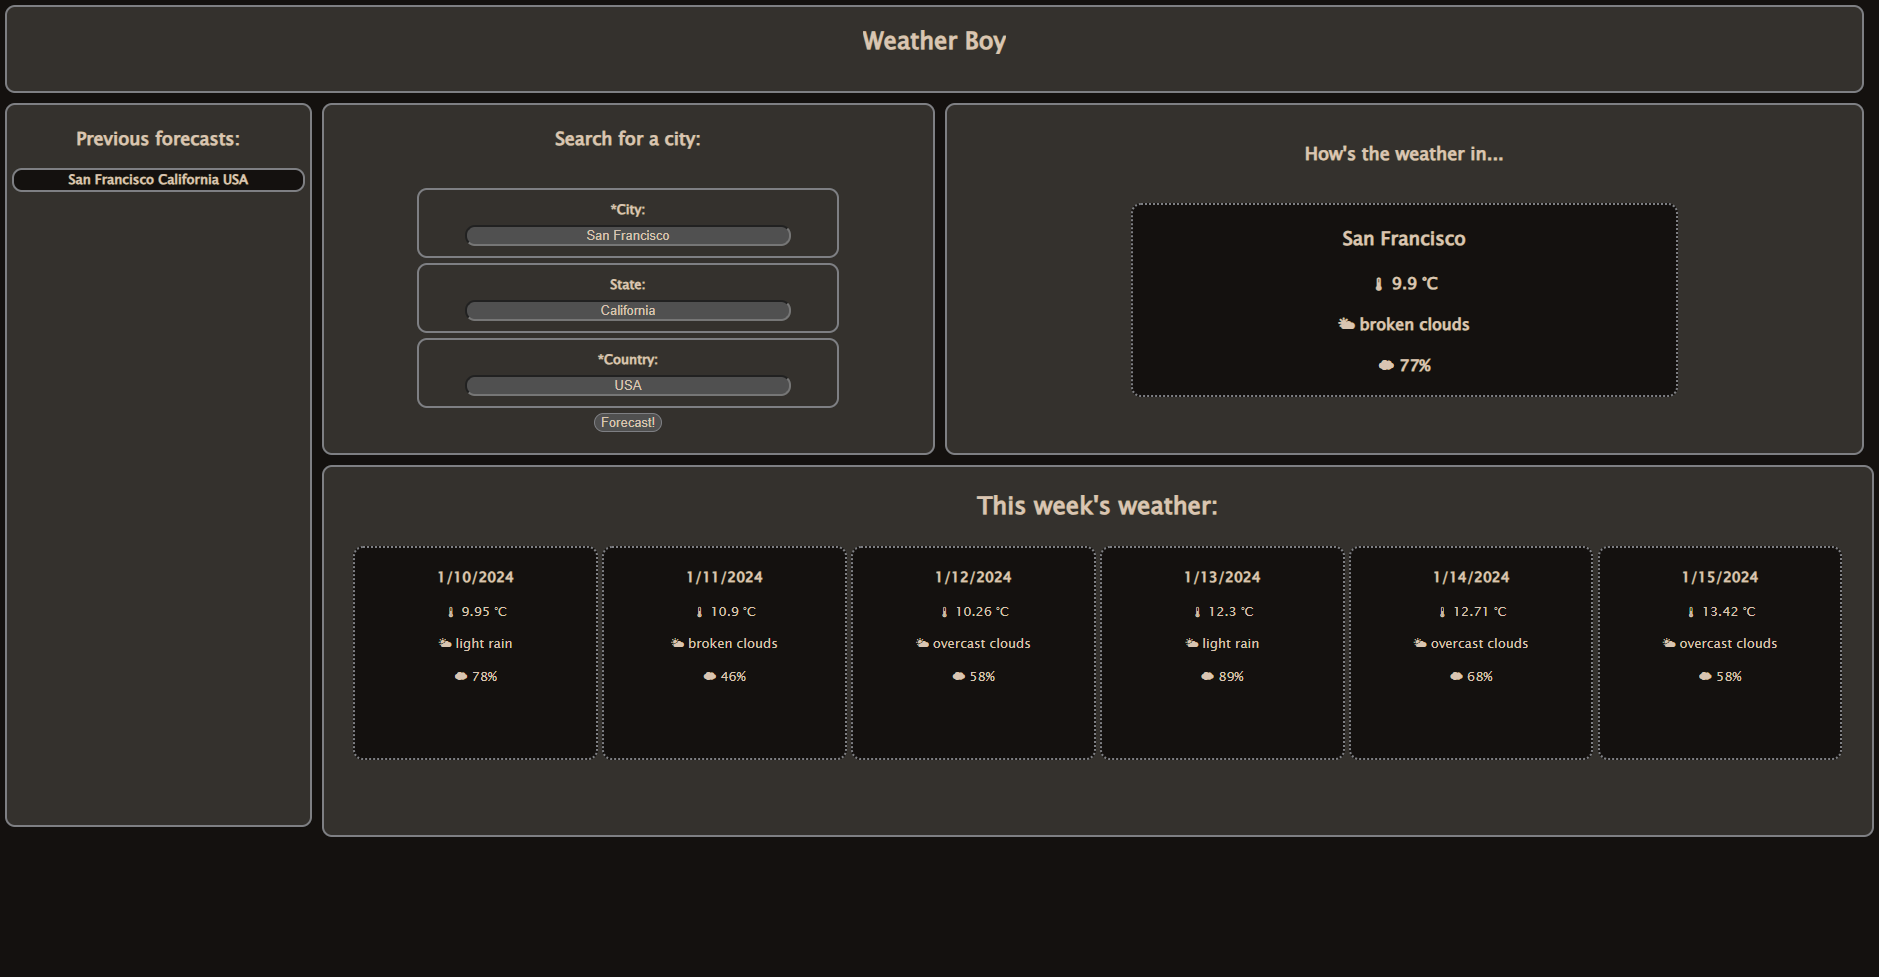 Weather Boy
Previous forecasts:
San Francisco California USA
Search for a city:
*City:
San Francisco
State:
California
*Country:
USA
Forecast!
How's the weather in...
San Francisco
9.9 °C
broken clouds
77%
This week's weather:
1/10/2024
9.95 °C
light rain
78%
1/11/2024
10.9 °C
broken clouds
46%
1/12/2024
10.26 °C
overcast clouds
58%
1/13/2024
12.3 °C
light rain
89%
1/14/2024
12.71 °C
overcast clouds
68%
1/15/2024
13.42 °C
overcast clouds
58%